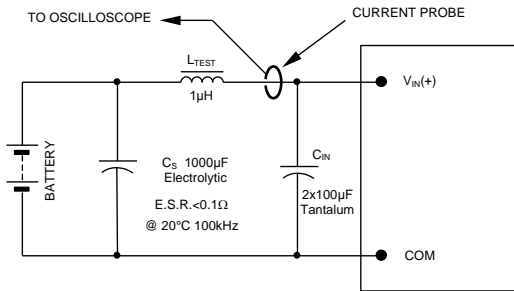 TO OSCILLOSCOPE
CURRENT PROBE
LTEST
1µH
VIN(+)
BATTERY
CS 1000µF
Electrolytic
E.S.R.<0.1Ω
@ 20°C 100kHz
CIN
2x100µF
Tantalum
COM